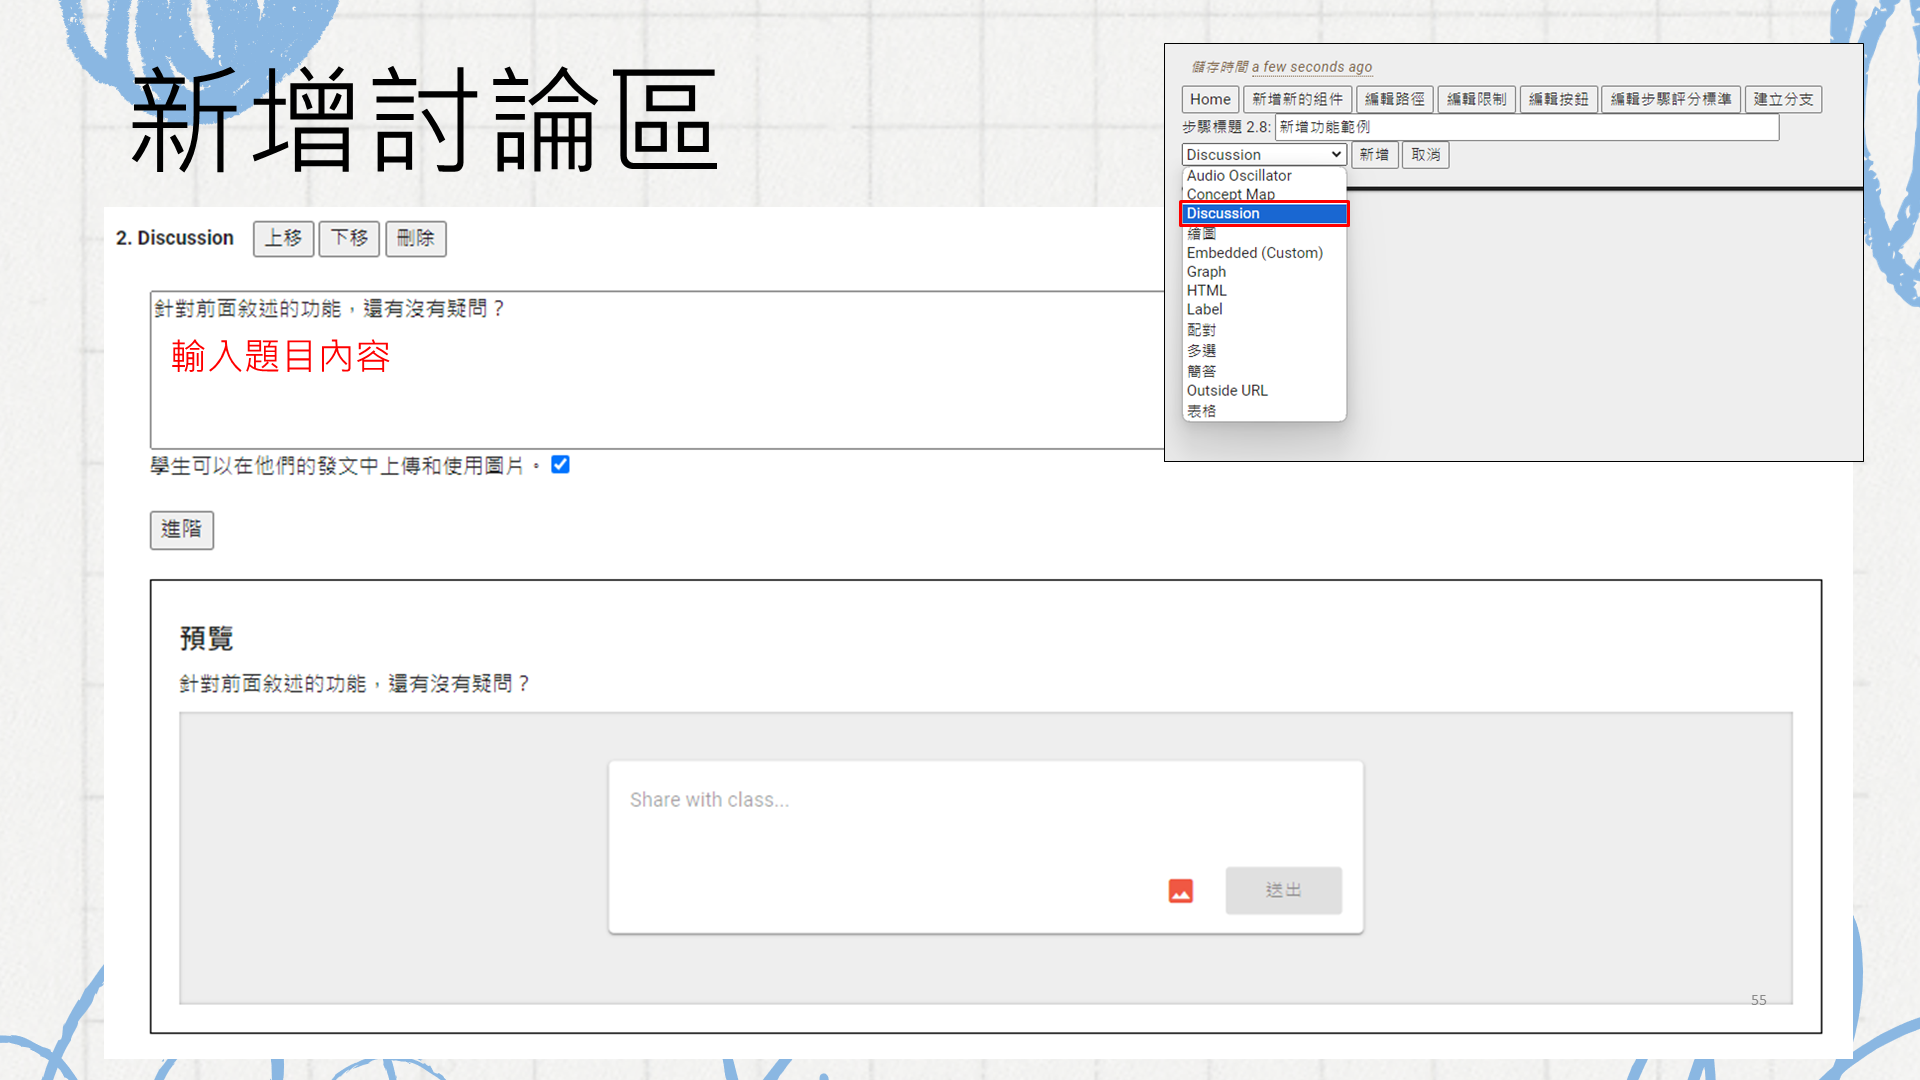 新增討論區
儲存時間 a few seconds ago
Home 新增新的組件 編輯路徑 編輯限制 編輯按鈕 編輯步驟評分標準 建立分支
步驟標題 2.8: 新增功能範例
Discussion 新增 取消
Audio Oscillator
Concept Map
Discussion
繪圖
Embedded (Custom)
Graph
HTML
Label
配對
多選
簡答
Outside URL
表格
2. Discussion 上移 下移 刪除
針對前面敘述的功能，還有沒有疑問？
輸入題目內容
學生可以在他們的發文中上傳和使用圖片。
進階
預覽
針對前面敘述的功能，還有沒有疑問？
Share with class...
送出
55